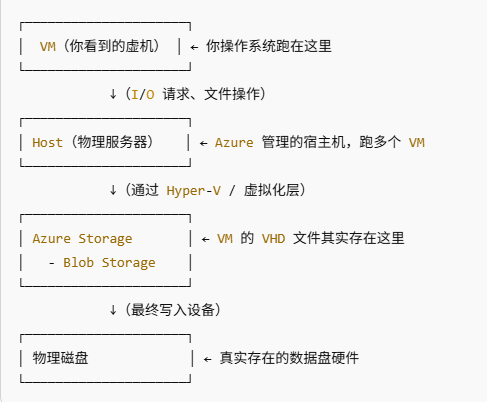 VM（你看到的虚机） ← 你操作系统跑在这里
↓（I/O 请求、文件操作）
Host（物理服务器） ← Azure 管理的宿主机，跑多个 VM
↓（通过 Hyper-V / 虚拟化层）
Azure Storage ← VM 的 VHD 文件其实存在这里
- Blob Storage
↓（最终写入设备）
物理磁盘 ← 真实存在的数据盘硬件